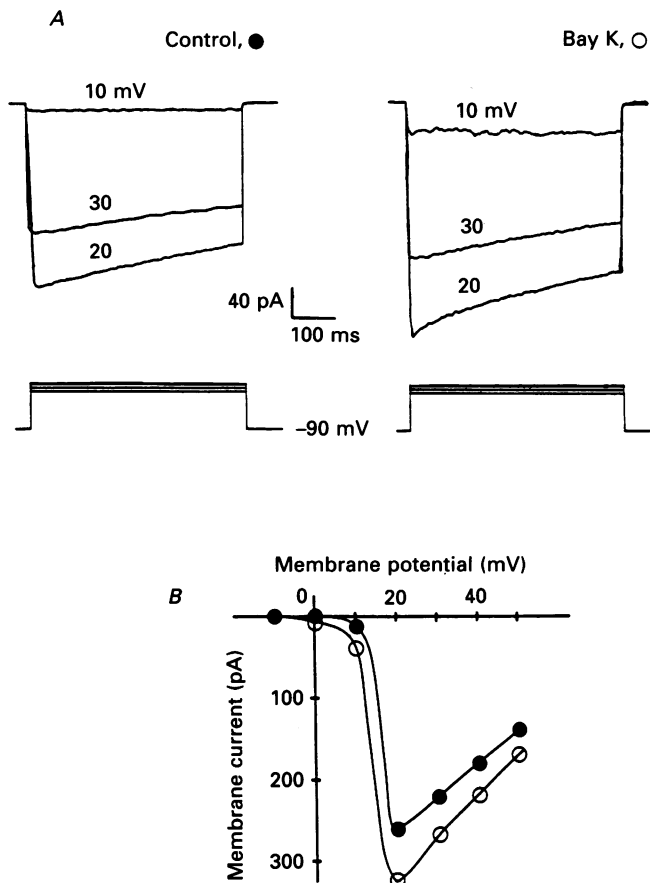 A
Control, ●
Bay K, ○
10 mV
30
20
10 mV
30
20
40 pA
100 ms
–90 mV
B
Membrane potential (mV)
0
20
40
100
200
300
Membrane current (pA)